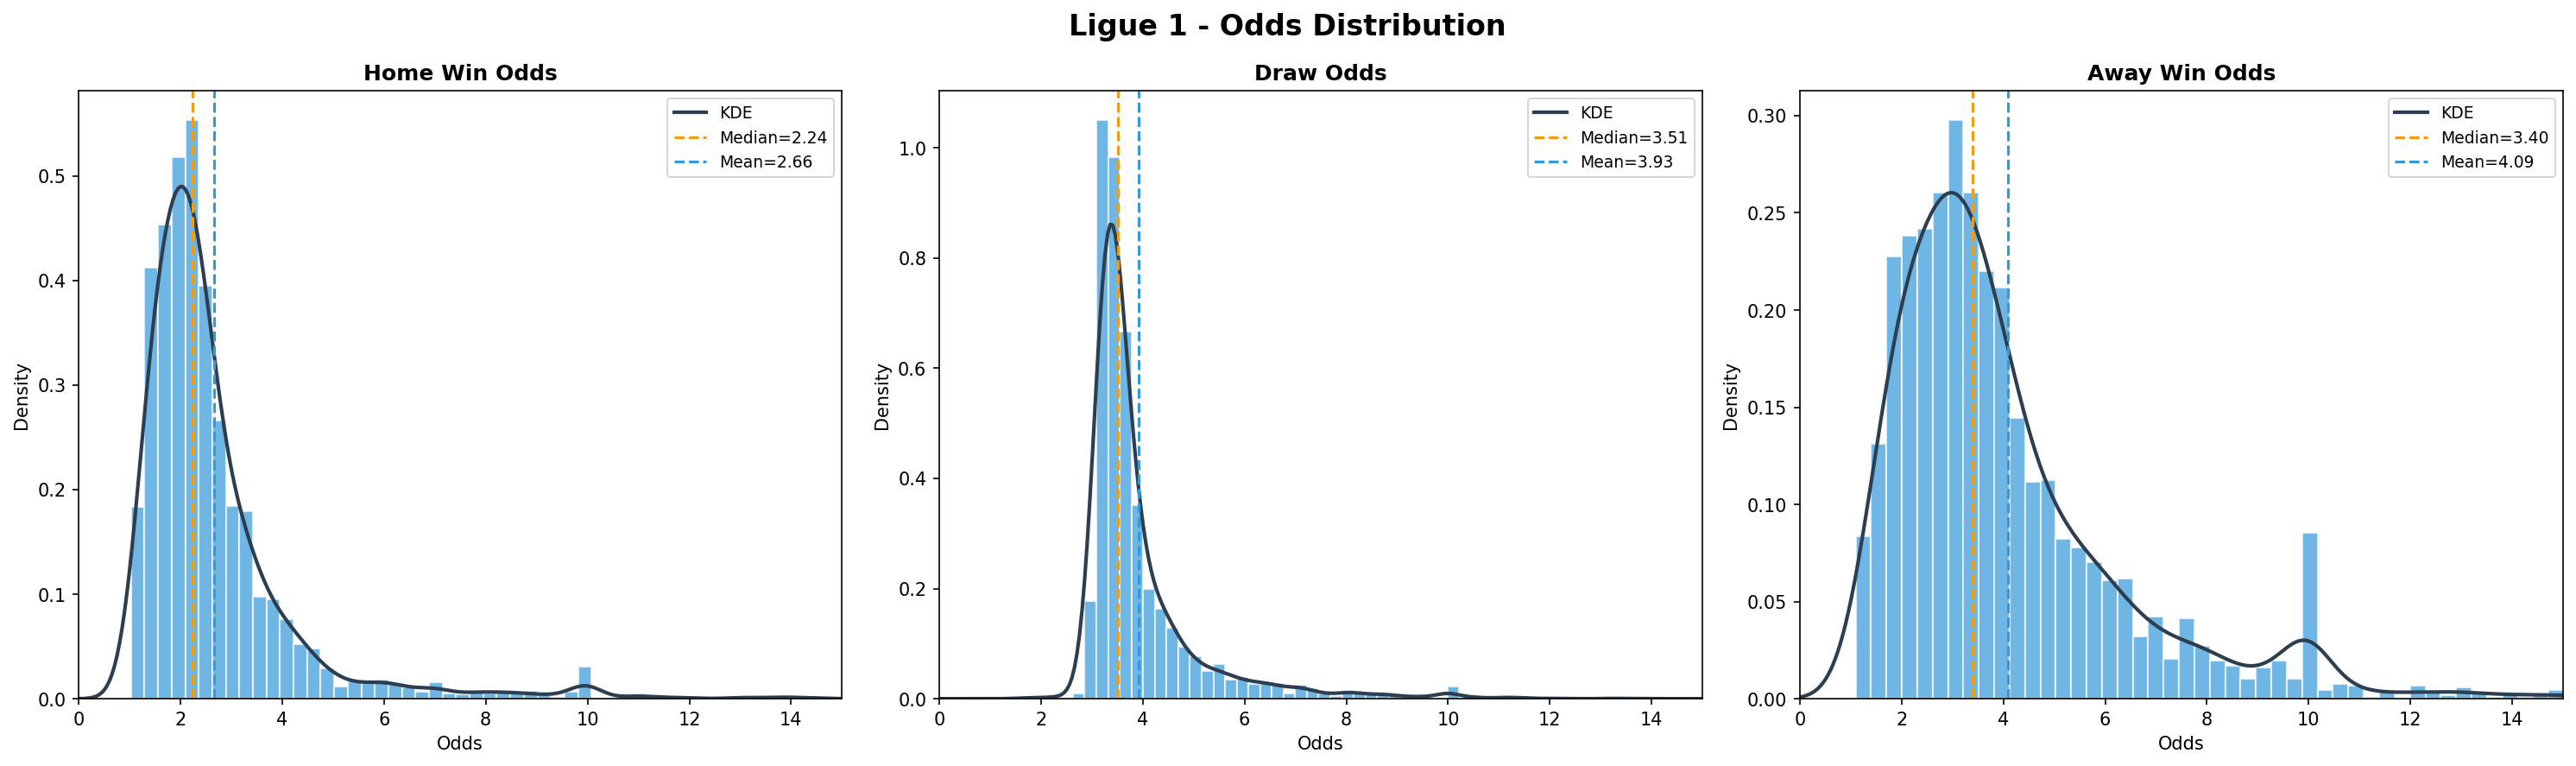 Ligue 1 - Odds Distribution
Home Win Odds
KDE
Median=2.24
Mean=2.66
0.5
0.4
0.3
0.2
0.1
0.0
Density
0 2 4 6 8 10 12 14
Odds
Draw Odds
KDE
Median=3.51
Mean=3.93
1.0
0.8
0.6
0.4
0.2
0.0
Density
0 2 4 6 8 10 12 14
Odds
Away Win Odds
KDE
Median=3.40
Mean=4.09
0.30
0.25
0.20
0.15
0.10
0.05
0.00
Density
0 2 4 6 8 10 12 14
Odds